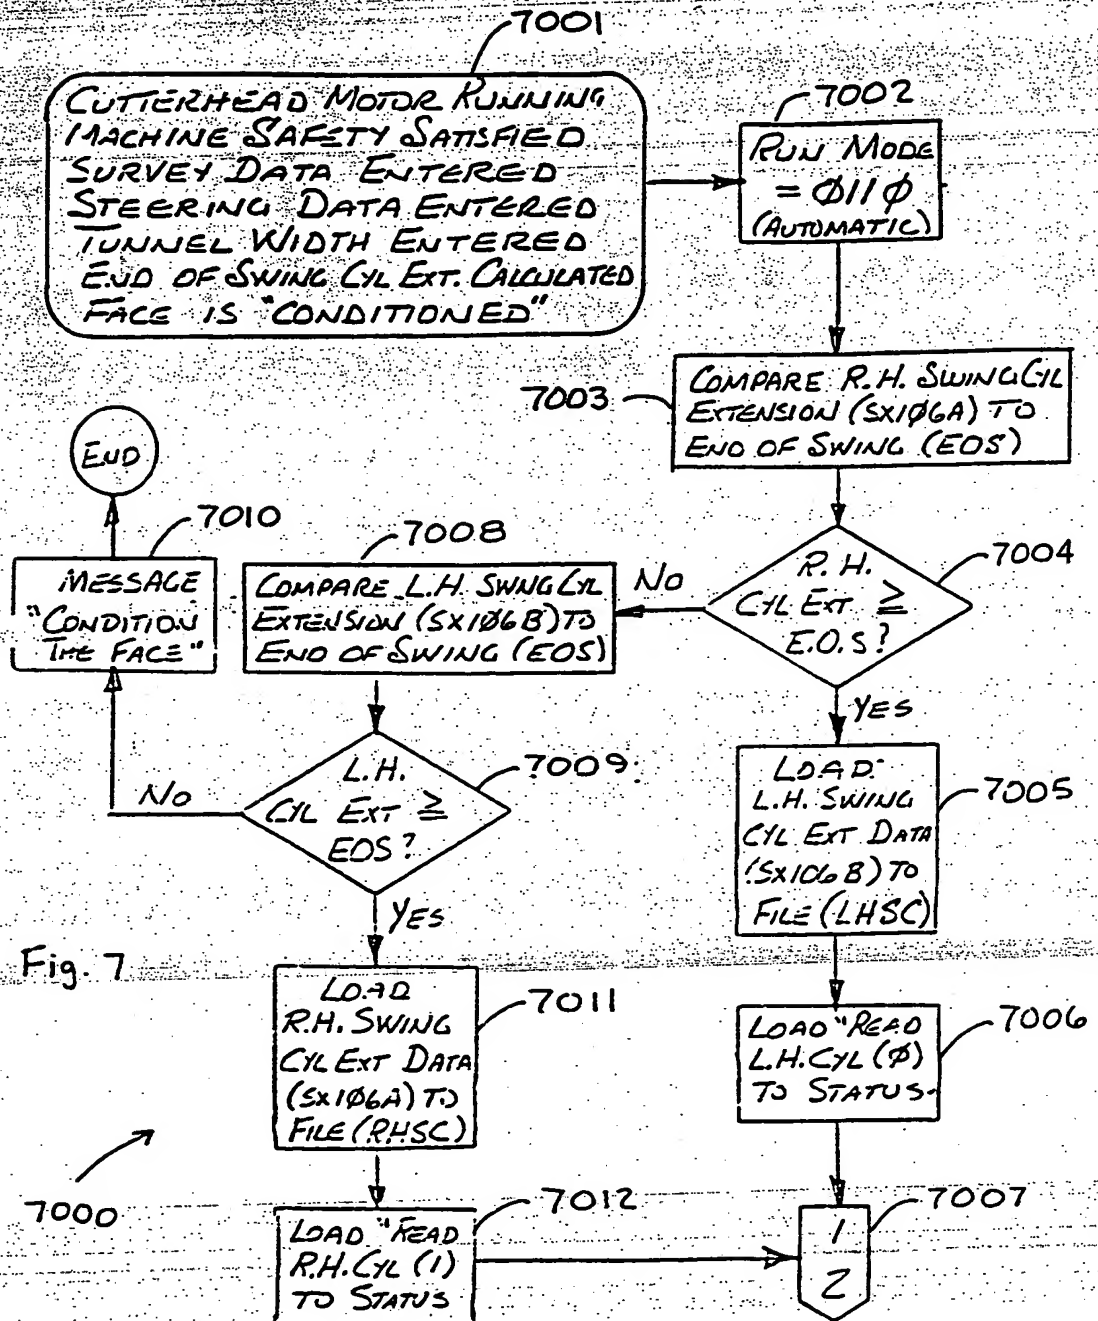 7001
CUTTERHEAD MOTOR RUNNING
MACHINE SAFETY SATISFIED
SURVEY DATA ENTERED
STEERING DATA ENTERED
TUNNEL WIDTH ENTERED
END OF SWING CYL EXT. CALCULATED
FACE IS "CONDITIONED"
7002
RUN MODE
= Ø11Ø
(AUTOMATIC)
7003
COMPARE R.H. SWING CYL
EXTENSION (SX1Ø6A) TO
END OF SWING (EOS)
7004
R.H.
CYL EXT ≥
E.O.S?
NO
YES
7008
COMPARE L.H. SWNG CYL
EXTENSION (SX1Ø6B) TO
END OF SWING (EOS)
END
7010
MESSAGE
"CONDITION
THE FACE"
7009
L.H.
CYL EXT ≥
EOS?
NO
YES
7005
LOAD
L.H. SWING
CYL EXT DATA
(SX106B) TO
FILE (LHSC)
Fig. 7
7011
LOAD
R.H. SWING
CYL EXT DATA
(SX1Ø6A) TO
FILE (RHSC)
7006
LOAD "READ
L.H. CYL (Ø)
TO STATUS
7000
7012
LOAD "READ
R.H. CYL (1)
TO STATUS
7007
1
2